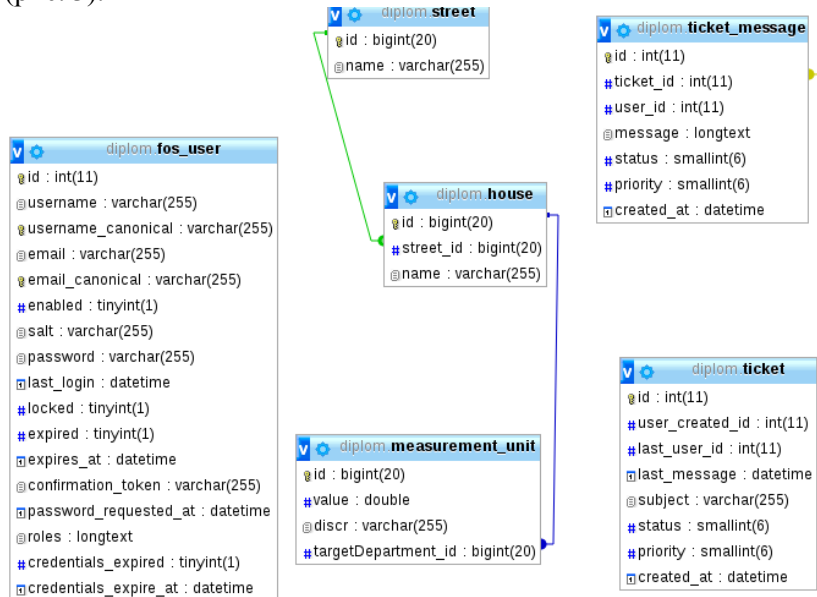 diplom.street
id : bigint(20)
name : varchar(255)
diplom.ticket_message
id : int(11)
ticket_id : int(11)
user_id : int(11)
message : longtext
status : smallint(6)
priority : smallint(6)
created_at : datetime
diplom.fos_user
id : int(11)
username : varchar(255)
username_canonical : varchar(255)
email : varchar(255)
email_canonical : varchar(255)
enabled : tinyint(1)
salt : varchar(255)
password : varchar(255)
last_login : datetime
locked : tinyint(1)
expired : tinyint(1)
expires_at : datetime
confirmation_token : varchar(255)
password_requested_at : datetime
roles : longtext
credentials_expired : tinyint(1)
credentials_expire_at : datetime
diplom.house
id : bigint(20)
street_id : bigint(20)
name : varchar(255)
diplom.measurement_unit
id : bigint(20)
value : double
discr : varchar(255)
targetDepartment_id : bigint(20)
diplom.ticket
id : int(11)
user_created_id : int(11)
last_user_id : int(11)
last_message : datetime
subject : varchar(255)
status : smallint(6)
priority : smallint(6)
created_at : datetime